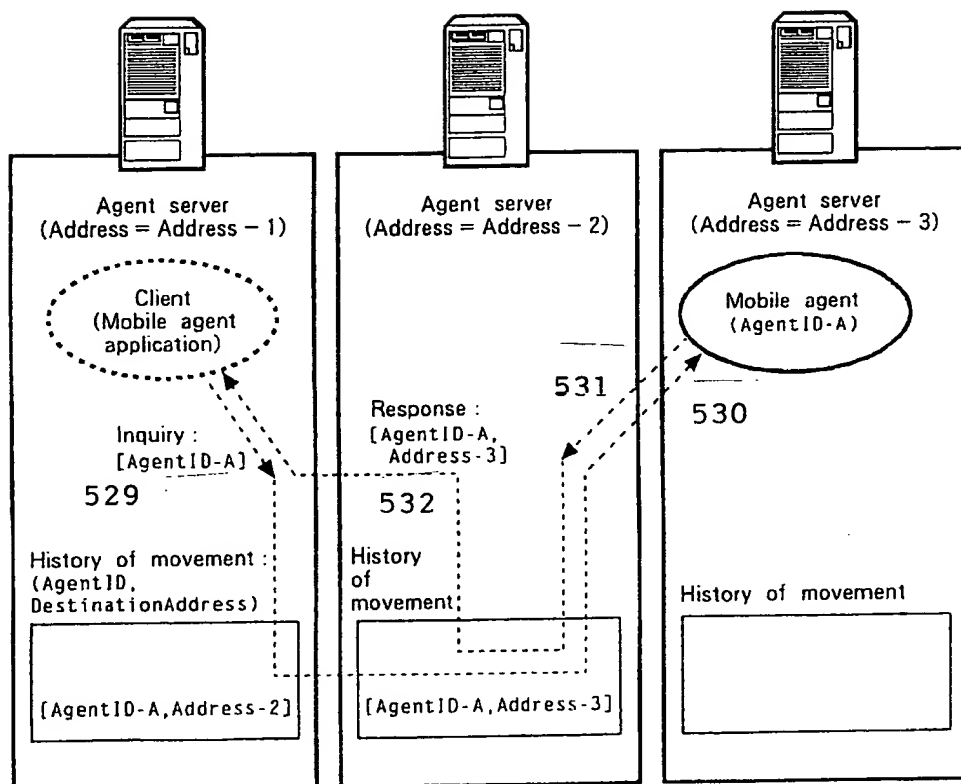 Agent server
(Address = Address - 1)
Client
(Mobile agent
application)
Inquiry :
[AgentID-A]
529
History of movement :
(AgentID,
DestinationAddress)
[AgentID-A,Address-2]
Agent server
(Address = Address - 2)
531
Response :
[AgentID-A,
Address-3]
532
History
of
movement
[AgentID-A,Address-3]
Agent server
(Address = Address - 3)
Mobile agent
(AgentID-A)
530
History of movement